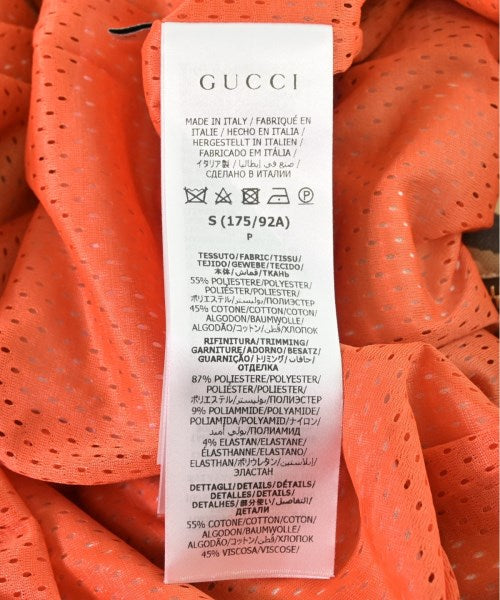 GUCCI
MADE IN ITALY / FABRIQUÉ EN
ITALIE / HECHO EN ITALIA /
HERGESTELLT IN ITALIEN /
FABRICADO EM ITÁLIA /
イタリア製 / صنع في إيطاليا /
СДЕЛАНО В ИТАЛИИ
P
S (175/92A)
P
TESSUTO/FABRIC/TISSU/
TEJIDO/GEWEBE/TECIDO/
本体/قماش/ТКАНЬ
55% POLIESTERE/POLYESTER/
POLIÉSTER/POLYESTER/
ポリエステル/بوليستر/ПОЛИЭСТЕР
45% COTONE/COTTON/COTON/
ALGODÓN/BAUMWOLLE/
ALGODÃO/コットン/قطن/ХЛОПОК
RIFINITURA/TRIMMING/
GARNITURE/ADORNO/BESATZ/
GUARNIÇÃO/トリミング/حافات/
ОТДЕЛКА
87% POLIESTERE/POLYESTER/
POLIÉSTER/POLYESTER/
ポリエステル/بوليستر/ПОЛИЭСТЕР
9% POLIAMMIDE/POLYAMIDE/
POLIAMIDA/POLYAMID/ナイロン/
بولي أميد/ПОЛИАМИД
4% ELASTAN/ELASTANE/
ÉLASTHANNE/ELASTANO/
ELASTHAN/ポリウレタン/إيلاستين/
ЭЛАСТАН
DETTAGLI/DETAILS/DÉTAILS/
DETALLES/DETAILS/
DETALHES/部分使い/التفاصيل/
ДЕТАЛИ
55% COTONE/COTTON/COTON/
ALGODÓN/BAUMWOLLE/
ALGODÃO/コットン/قطن/ХЛОПОК
45% VISCOSA/VISCOSE/